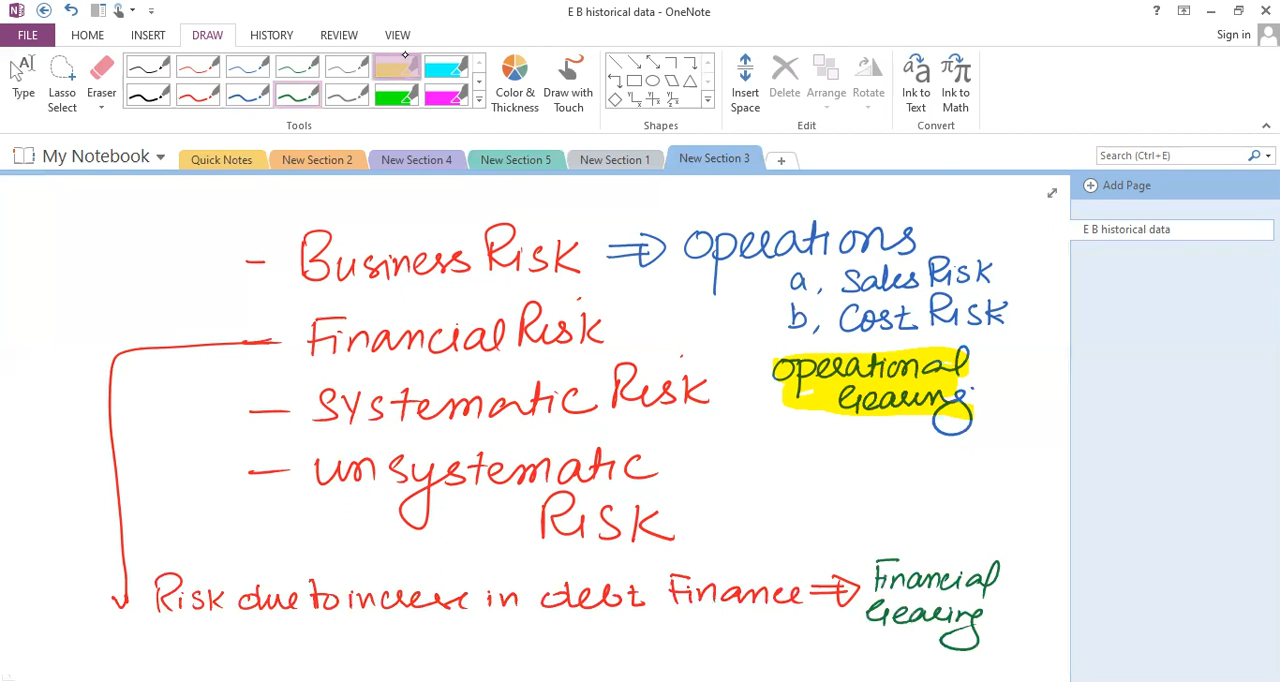 E B historical data - OneNote
? 
Sign in
FILE HOME INSERT DRAW HISTORY REVIEW VIEW
Type
Lasso Select
Eraser
Color & Thickness
Draw with Touch
Insert Space
Delete
Arrange
Rotate
Ink to Text
Ink to Math
Tools
Shapes
Edit
Convert
My Notebook
Quick Notes
New Section 2
New Section 4
New Section 5
New Section 1
New Section 3
Search (Ctrl+E)
Add Page
E B historical data
- Business Risk ⇒ Operations
a, Sales Risk
b, Cost Risk
- Financial Risk
Operational
Gearing
- Systematic Risk
- unsystematic
Risk
Risk due to increse in debt Finance ⇒ Financial
Gearing